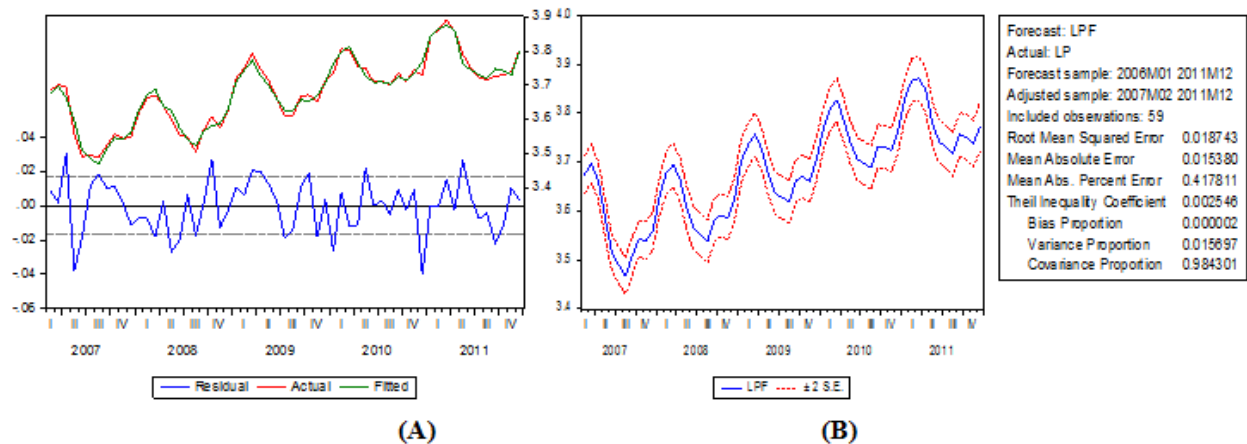 3.9
3.8
3.7
3.6
3.5
3.4
.04
.02
.00
-.02
-.04
-.06
I II III IV I II III IV I II III IV I II III IV I II III IV
2007 2008 2009 2010 2011
Residual Actual Fitted
(A)
4.0
3.9
3.8
3.7
3.6
3.5
3.4
I II III IV I II III IV I II III IV I II III IV I II III IV
2007 2008 2009 2010 2011
LPF ± 2 S.E.
(B)
Forecast: LPF
Actual: LP
Forecast sample: 2006M01 2011M12
Adjusted sample: 2007M02 2011M12
Included observations: 59
Root Mean Squared Error 0.018743
Mean Absolute Error 0.015380
Mean Abs. Percent Error 0.417811
Theil Inequality Coefficient 0.002546
Bias Proportion 0.000002
Variance Proportion 0.015697
Covariance Proportion 0.984301